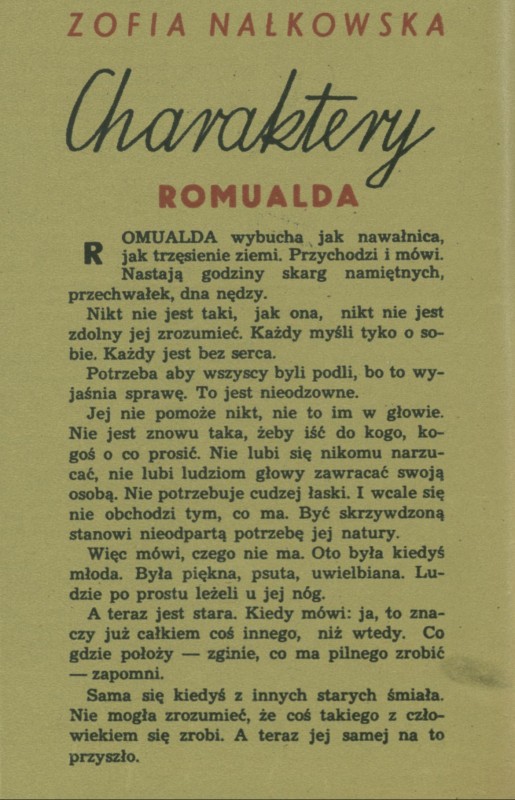 ZOFIA NAŁKOWSKA
Charaktery
ROMUALDA
ROMUALDA wybucha jak nawałnica,
jak trzęsienie ziemi. Przychodzi i mówi.
Nastają godziny skarg namiętnych,
przechwałek, dna nędzy.
Nikt nie jest taki, jak ona, nikt nie jest
zdolny jej zrozumieć. Każdy myśli tyko o so-
bie. Każdy jest bez serca.
Potrzeba aby wszyscy byli podli, bo to wy-
jaśnia sprawę. To jest nieodzowne.
Jej nie pomoże nikt, nie to im w głowie.
Nie jest znowu taka, żeby iść do kogo, ko-
goś o co prosić. Nie lubi się nikomu narzu-
cać, nie lubi ludziom głowy zawracać swoją
osobą. Nie potrzebuje cudzej łaski. I wcale się
nie obchodzi tym, co ma. Być skrzywdzoną
stanowi nieodpartą potrzebę jej natury.
Więc mówi, czego nie ma. Oto była kiedyś
młoda. Była piękna, psuta, uwielbiana. Lu-
dzie po prostu leżeli u jej nóg.
A teraz jest stara. Kiedy mówi: ja, to zna-
czy już całkiem coś innego, niż wtedy. Co
gdzie położy — zginie, co ma pilnego zrobić
— zapomni.
Sama się kiedyś z innych starych śmiała.
Nie mogła zrozumieć, że coś takiego z czło-
wiekiem się zrobi. A teraz jej samej na to
przyszło.